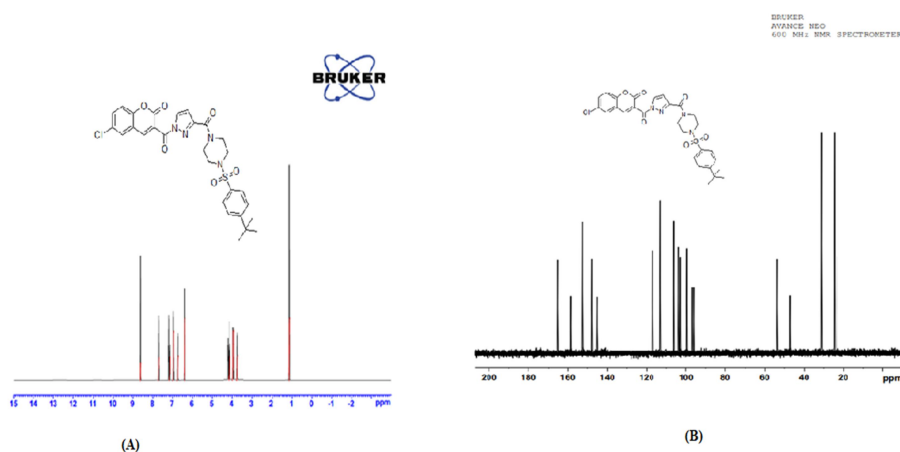 BRUKER
AVANCE NEO
600 MHz NMR SPECTROMETER
BRUKER
O
O
O
Cl
N
N
O
O
N
N
O
S
O
O
O
O
Cl
N
N
O
O
N
N
O
S
O
15 14 13 12 11 10 9 8 7 6 5 4 3 2 1 0 -1 -2 ppm
200 180 160 140 120 100 80 60 40 20 ppm
(A)
(B)